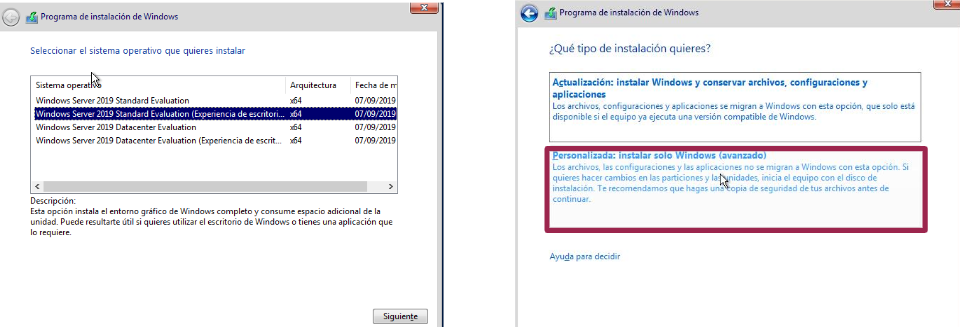 Programa de instalación de Windows
Seleccionar el sistema operativo que quieres instalar
Sistema operativo Arquitectura Fecha de m
Windows Server 2019 Standard Evaluation x64 07/09/2019
Windows Server 2019 Standard Evaluation (Experiencia de escritori... x64 07/09/2019
Windows Server 2019 Datacenter Evaluation x64 07/09/2019
Windows Server 2019 Datacenter Evaluation (Experiencia de escrit... x64 07/09/2019
Descripción:
Esta opción instala el entorno gráfico de Windows completo y consume espacio adicional de la
unidad. Puede resultarte útil si quieres utilizar el escritorio de Windows o tienes una aplicación que
lo requiere.
Siguiente
Programa de instalación de Windows
¿Qué tipo de instalación quieres?
Actualización: instalar Windows y conservar archivos, configuraciones y
aplicaciones
Los archivos, configuraciones y aplicaciones se migran a Windows con esta opción, que solo está
disponible si el equipo ya ejecuta una versión compatible de Windows.
Personalizada: instalar solo Windows (avanzado)
Los archivos, las configuraciones y las aplicaciones no se migran a Windows con esta opción. Si
quieres hacer cambios en las particiones y las unidades, inicia el equipo con el disco de
instalación. Te recomendamos que hagas una copia de seguridad de tus archivos antes de
continuar.
Ayuda para decidir